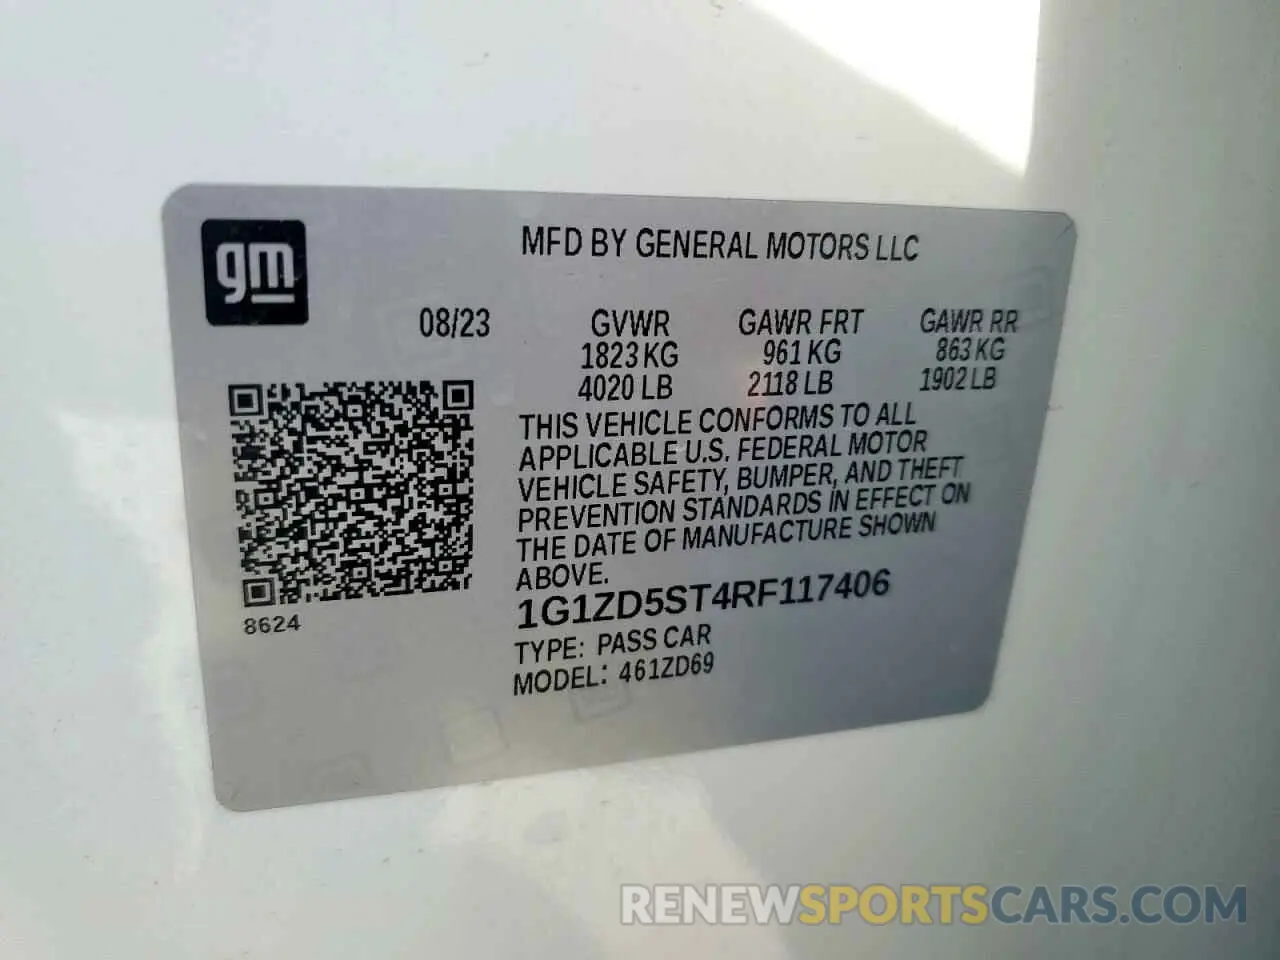 gm
MFD BY GENERAL MOTORS LLC
08/23 GVWR GAWR FRT GAWR RR
1823 KG 961 KG 863 KG
4020 LB 2118 LB 1902 LB
THIS VEHICLE CONFORMS TO ALL
APPLICABLE U.S. FEDERAL MOTOR
VEHICLE SAFETY, BUMPER, AND THEFT
PREVENTION STANDARDS IN EFFECT ON
THE DATE OF MANUFACTURE SHOWN
ABOVE.
1G1ZD5ST4RF117406
8624
TYPE: PASS CAR
MODEL: 461ZD69
RENEWSPORTSCARS.COM